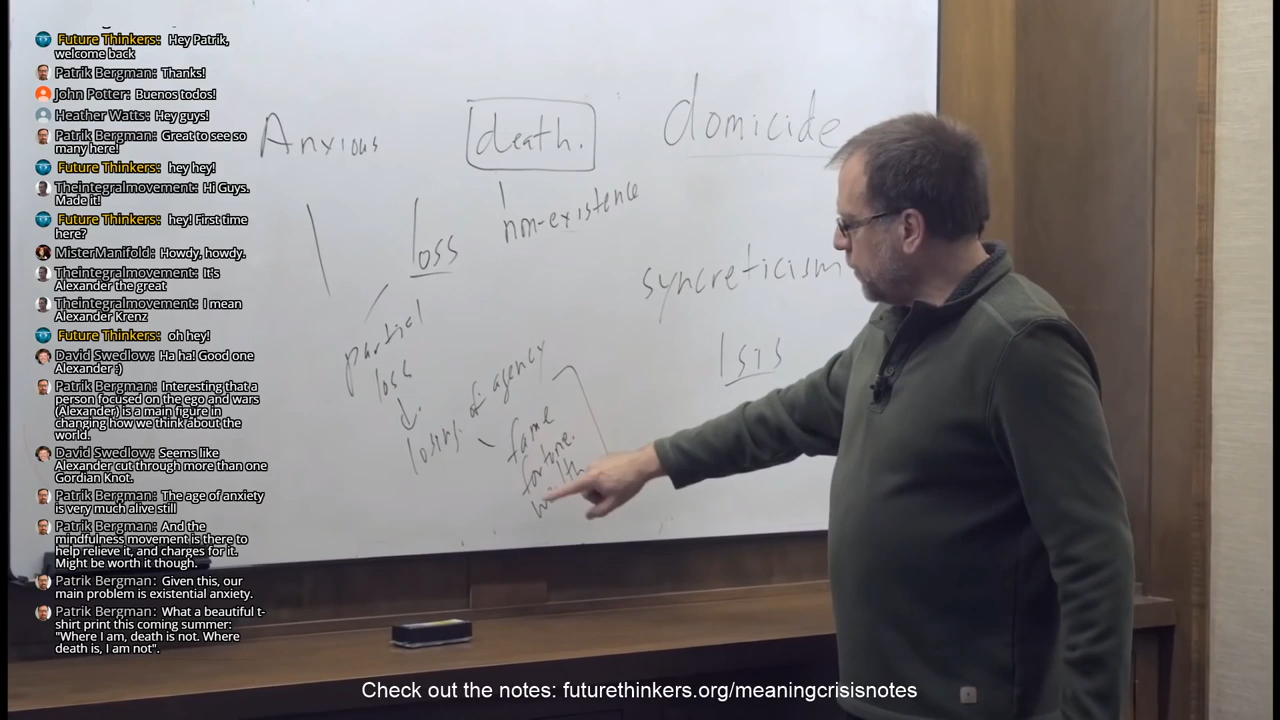 Future Thinkers: Hey Patrik,
welcome back
Patrik Bergman: Thanks!
John Potter: Buenos todos!
Heather Watts: Hey guys!
Patrik Bergman: Great to see so
many here!
Future Thinkers: hey hey!
Theintegralmovement: Hi Guys.
Made it!
Future Thinkers: hey! First time
here?
MisterManifold: Howdy, howdy.
Theintegralmovement: It's
Alexander the great
Theintegralmovement: I mean
Alexander Krenz
Future Thinkers: oh hey!
David Swedlow: Ha ha! Good one
Alexander :)
Patrik Bergman: Interesting that a
person focused on the ego and wars
(Alexander) is a main figure in
changing how we think about the
world.
David Swedlow: Seems like
Alexander cut through more than one
Gordian Knot.
Patrik Bergman: The age of anxiety
is very much alive still
Patrik Bergman: And the
mindfulness movement is there to
help relieve it, and charges for it.
Might be worth it though.
Patrik Bergman: Given this, our
main problem is existential anxiety.
Patrik Bergman: What a beautiful t-
shirt print this coming summer:
"Where I am, death is not. Where
death is, I am not".
Anxious
death.
domicide
non-existence
loss
syncreticism
partial
loss
Isis
losing of agency
fame
fortune.
Check out the notes: futurethinkers.org/meaningcrisisnotes